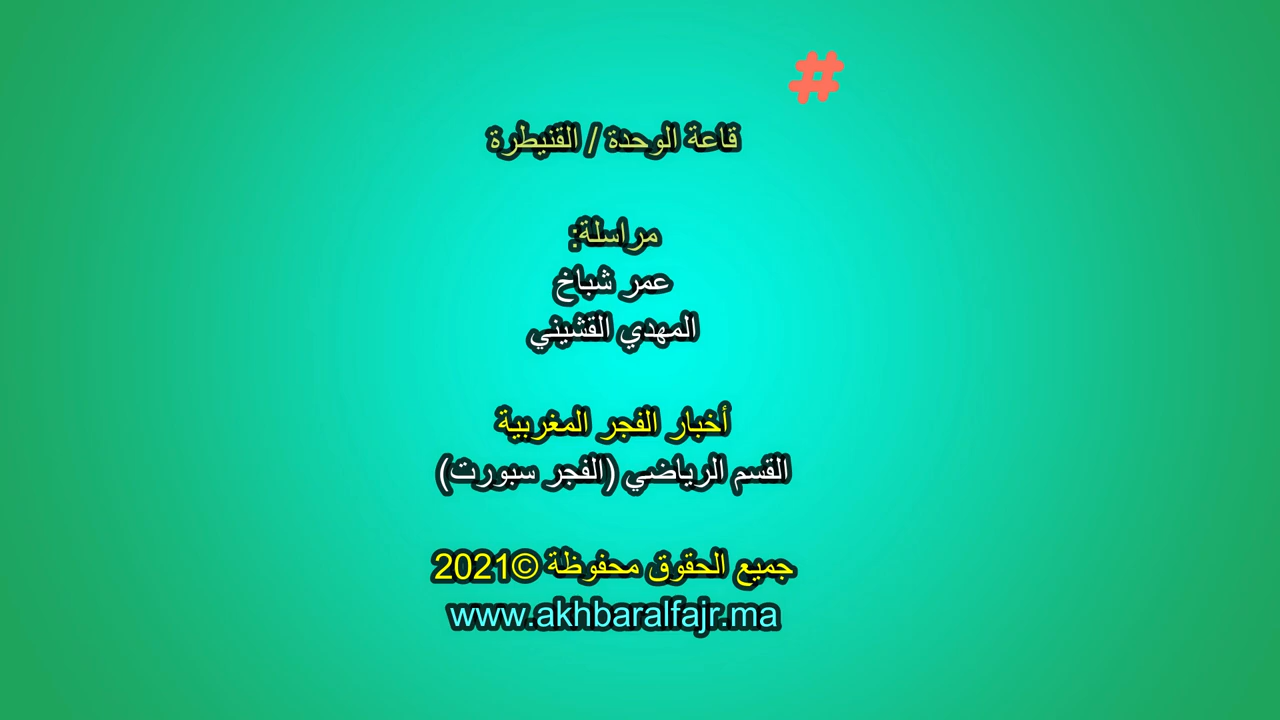 #
قاعة الوحدة / القنيطرة
مراسلة:
عمر شباخ
المهدي القشيني
أخبار الفجر المغربية
القسم الرياضي (الفجر سبورت)
جميع الحقوق محفوظة ©2021
www.akhbaralfajr.ma